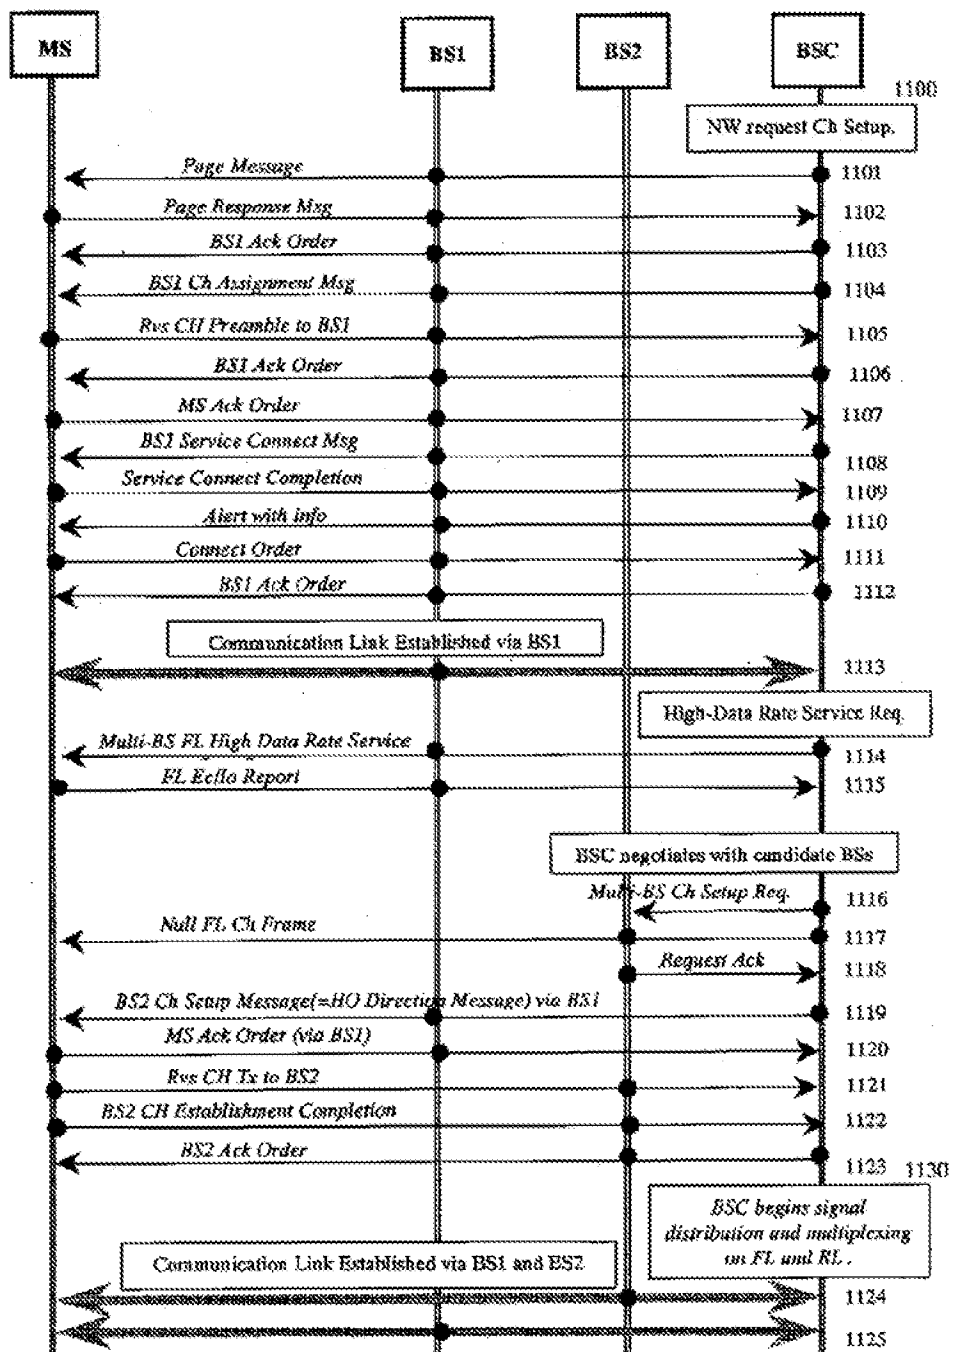 MS
BS1
BS2
BSC
1100
NW request Ch Setup.
Page Message
1101
Page Response Msg
1102
BS1 Ack Order
1103
BS1 Ch Assignment Msg
1104
Rvs CH Preamble to BS1
1105
BS1 Ack Order
1106
MS Ack Order
1107
BS1 Service Connect Msg
1108
Service Connect Completion
1109
Alert with info
1110
Connect Order
1111
BS1 Ack Order
1112
Communication Link Established via BS1
1113
High-Data Rate Service Req.
Multi-BS FL High Data Rate Service
1114
FL Ec/Io Report
1115
BSC negotiates with candidate BSs
Multi-BS Ch Setup Req.
1116
Null FL Ch Frame
1117
Request Ack
1118
BS2 Ch Setup Message(=HO Direction Message) via BS1
1119
MS Ack Order (via BS1)
1120
Rvs CH Tx to BS2
1121
BS2 CH Establishment Completion
1122
BS2 Ack Order
1123
1130
BSC begins signal
distribution and multiplexing
on FL and RL .
Communication Link Established via BS1 and BS2
1124
1125